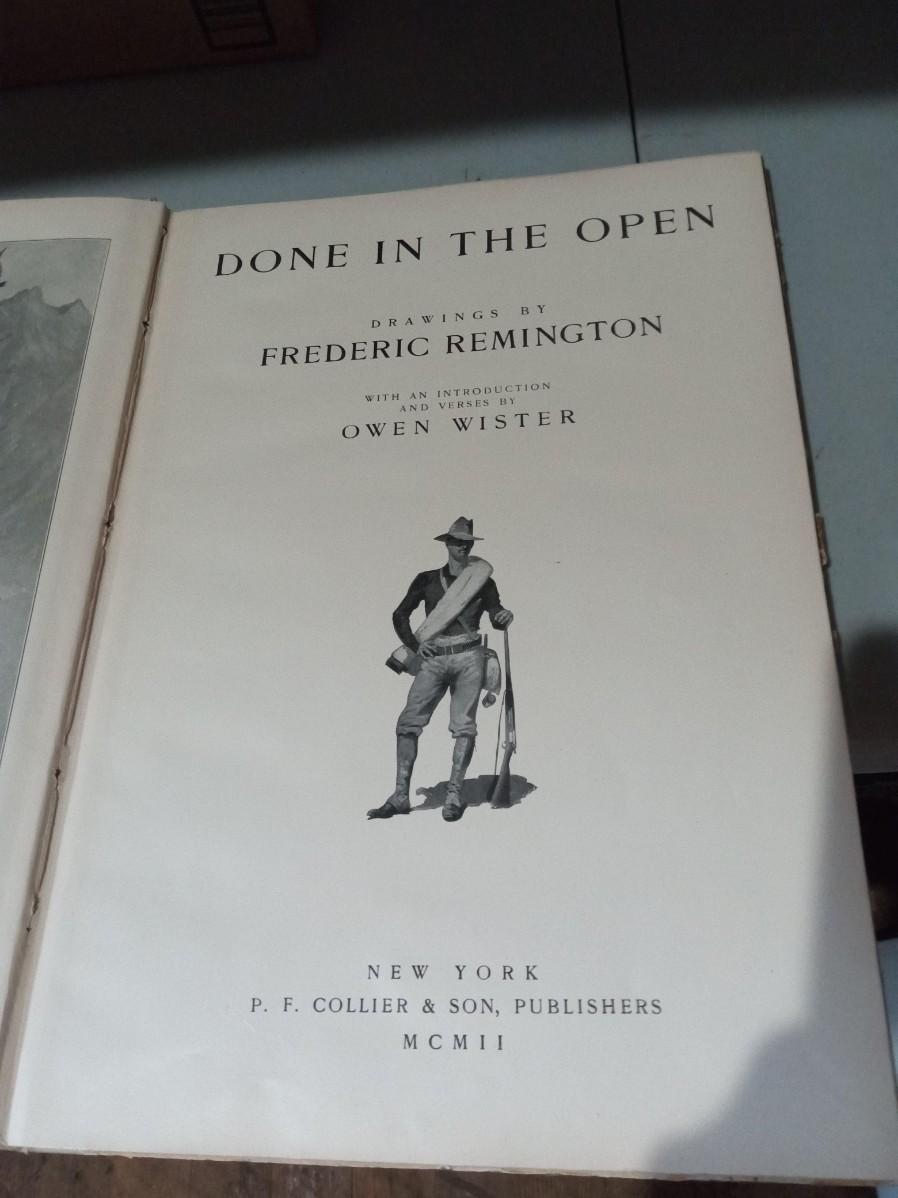 DONE IN THE OPEN
DRAWINGS BY
FREDERIC REMINGTON
WITH AN INTRODUCTION
AND VERSES BY
OWEN WISTER
NEW YORK
P. F. COLLIER & SON, PUBLISHERS
MCMII